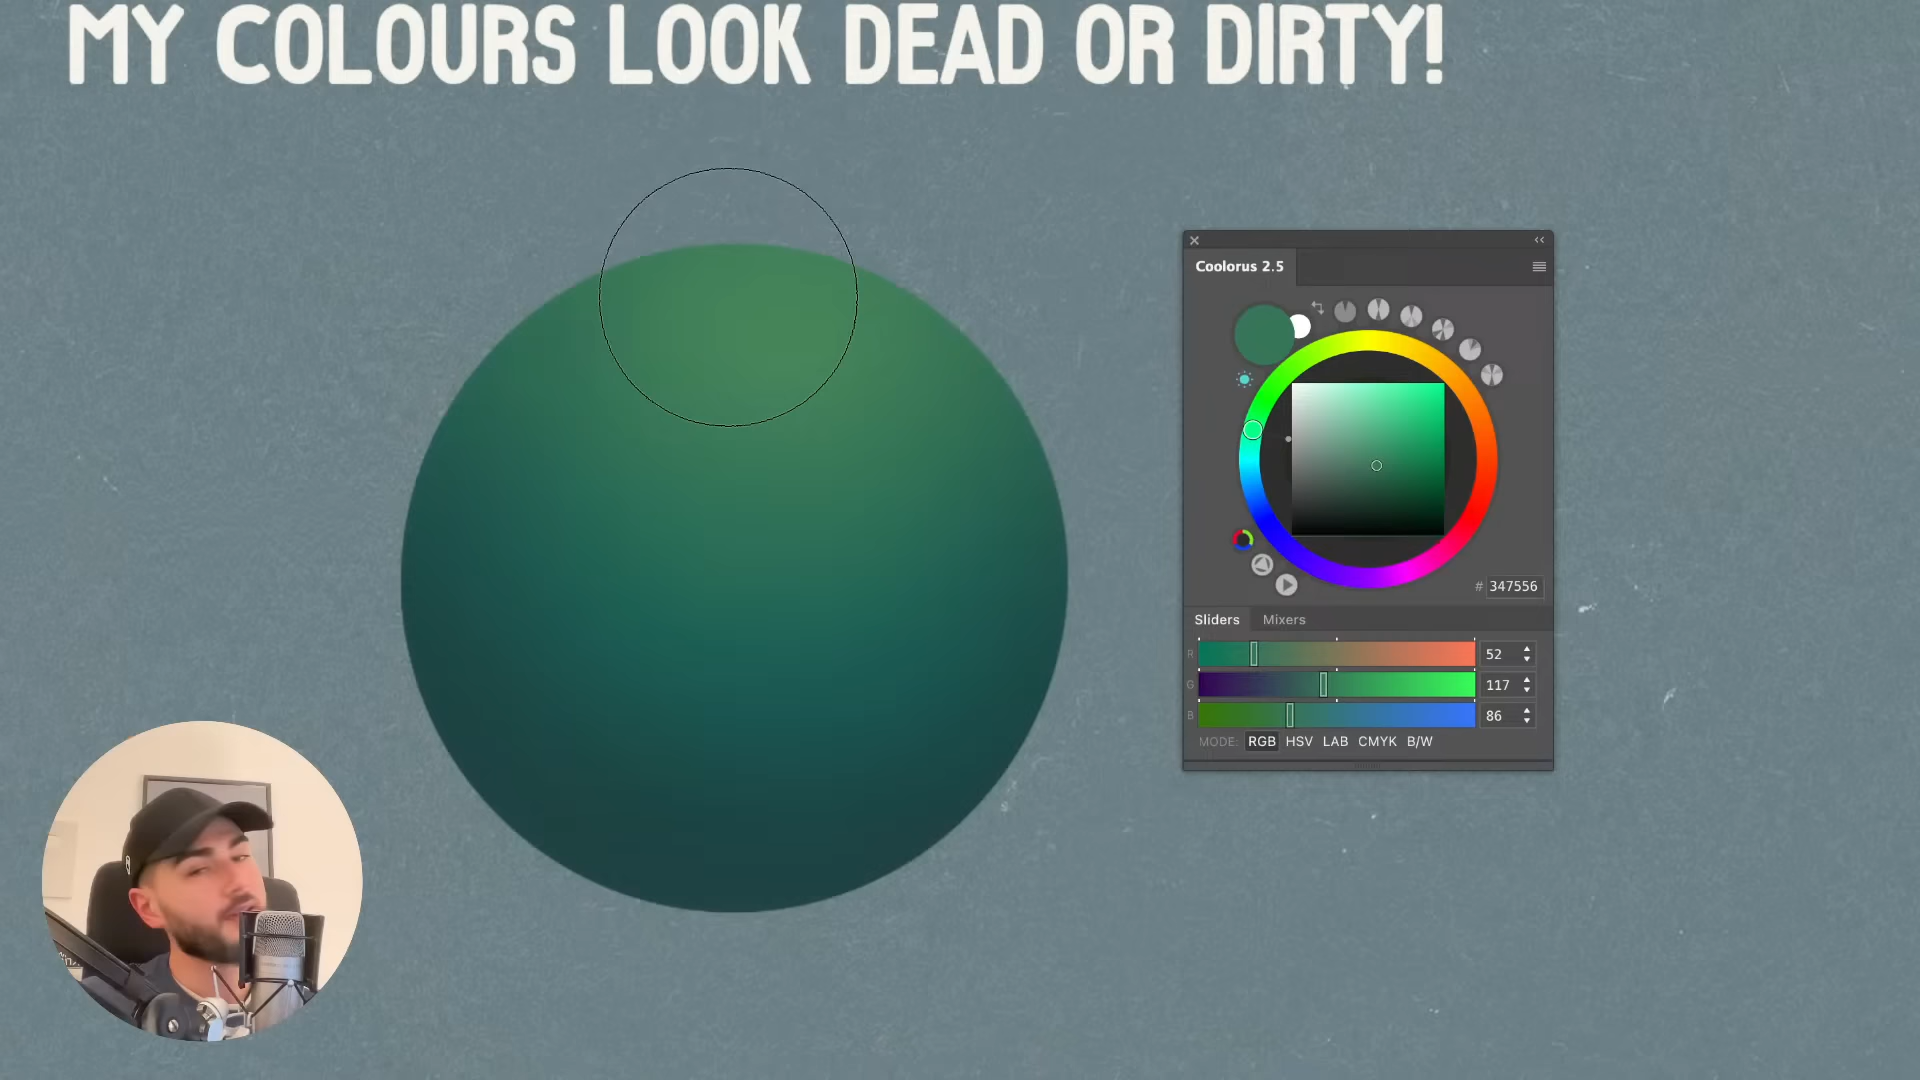 MY COLOURS LOOK DEAD OR DIRTY!
Coolorus 2.5
# 347556
Sliders Mixers
R 52
G 117
B 86
MODE: RGB HSV LAB CMYK B/W